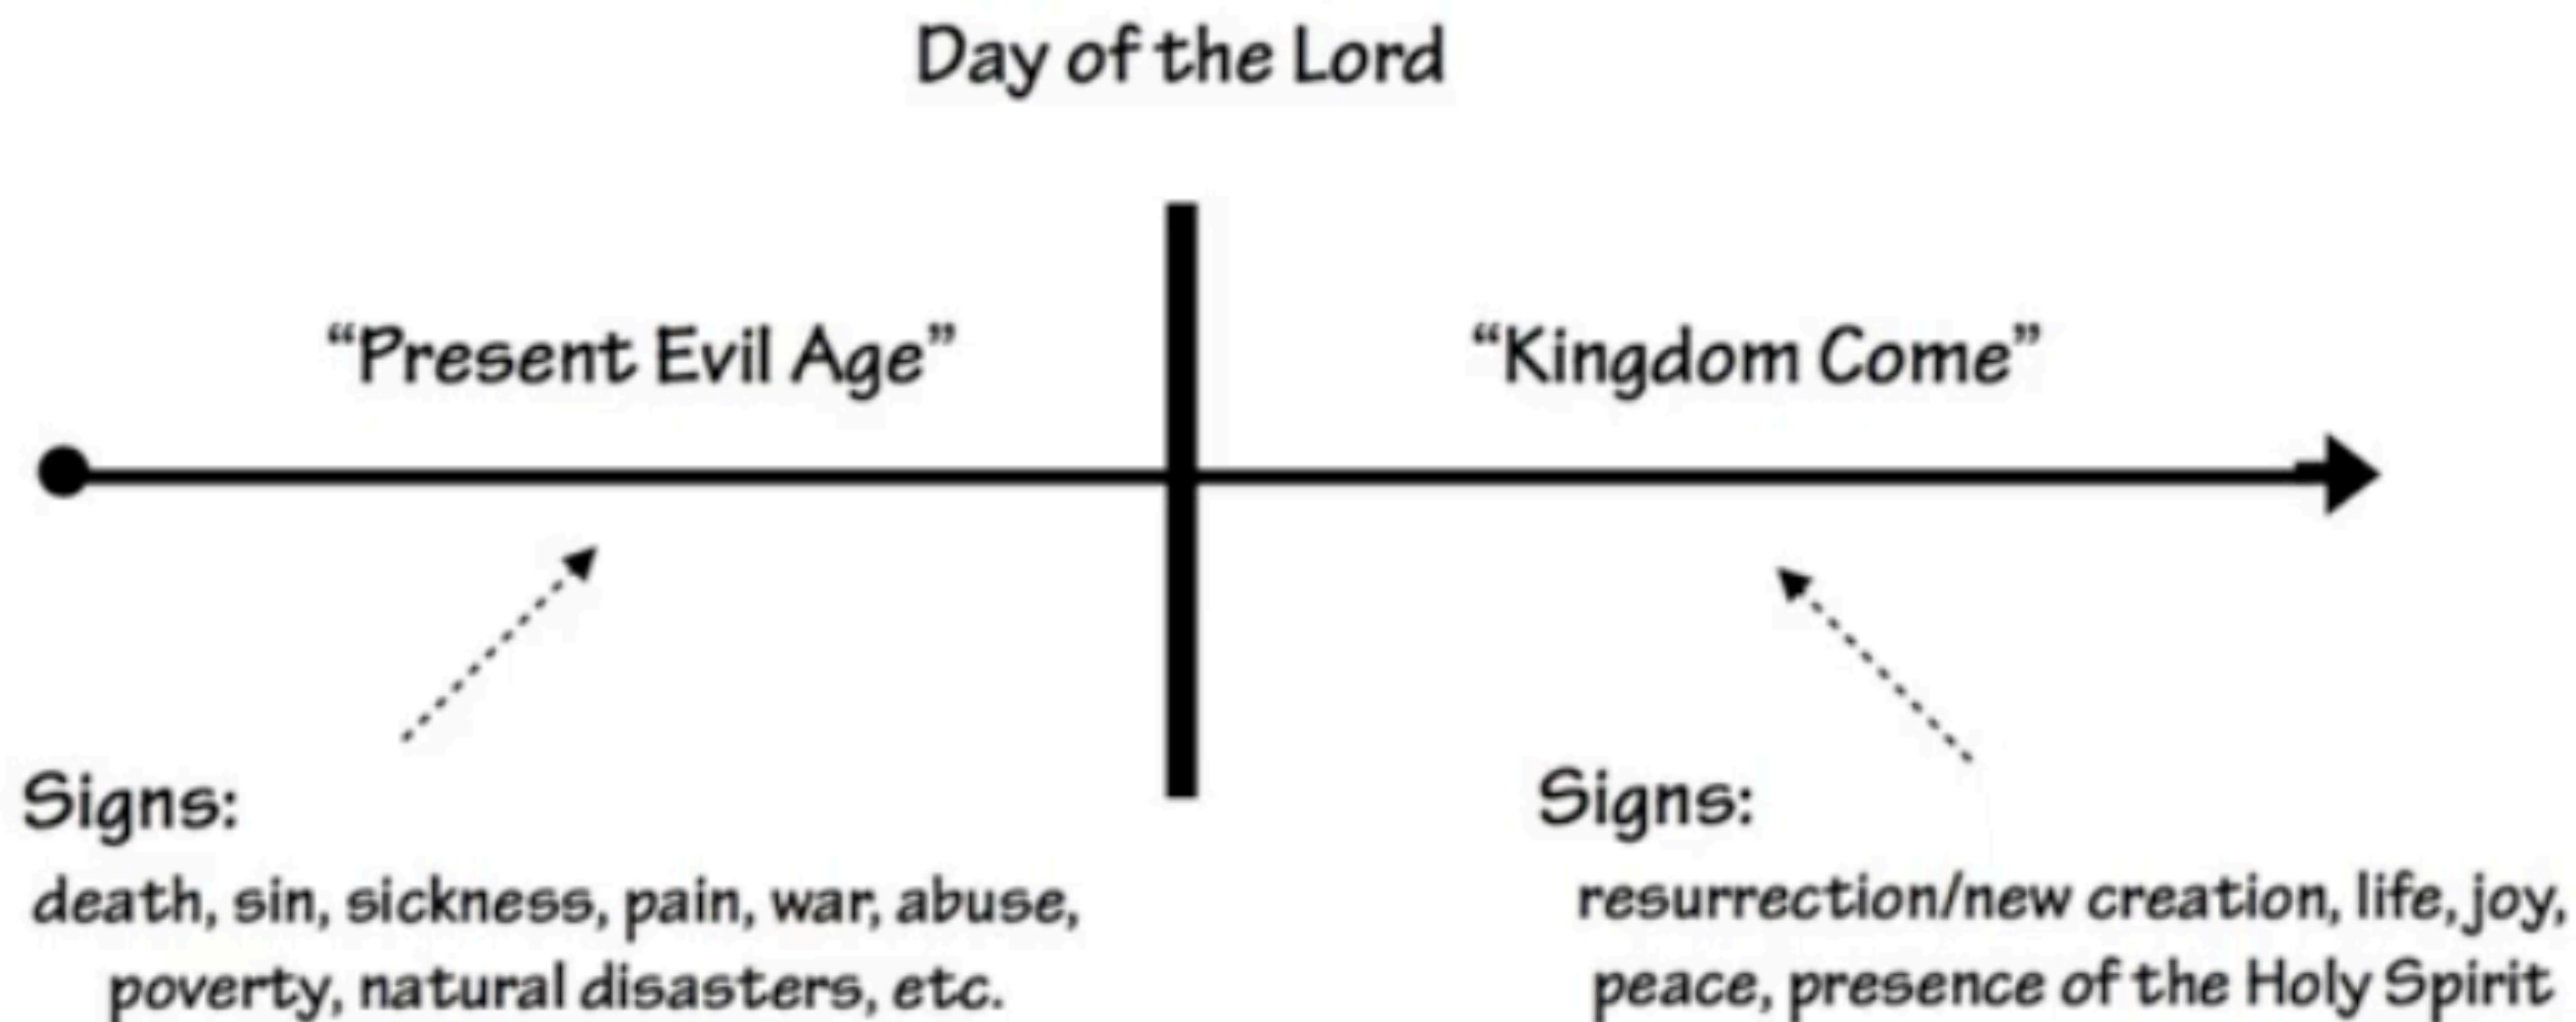 Day of the Lord
“Present Evil Age”
“Kingdom Come”
Signs:
death, sin, sickness, pain, war, abuse,
poverty, natural disasters, etc.
Signs:
resurrection/new creation, life, joy,
peace, presence of the Holy Spirit